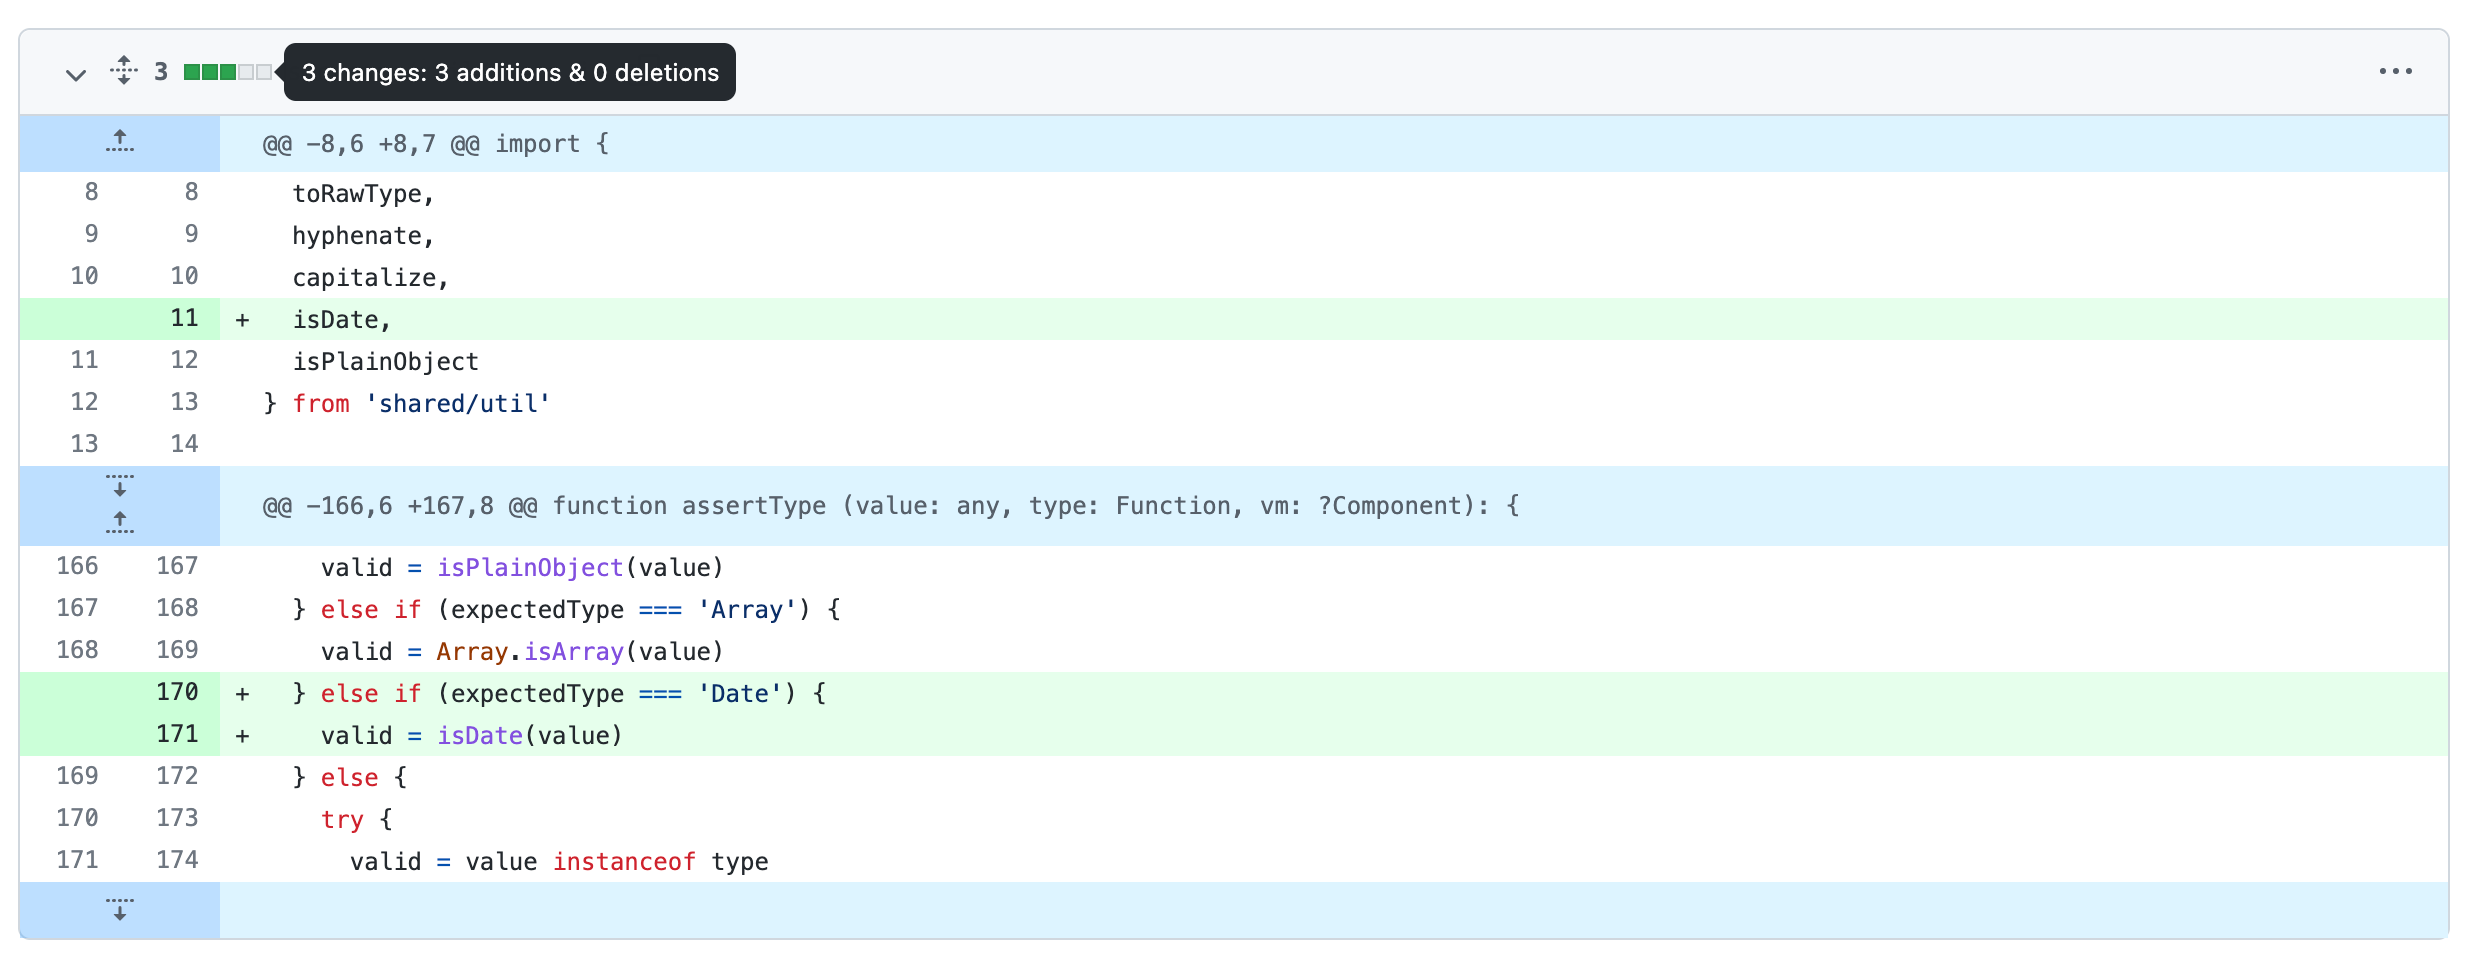 3 3 changes: 3 additions & 0 deletions
@@ -8,6 +8,7 @@ import {
8 8 toRawType,
9 9 hyphenate,
10 10 capitalize,
11 + isDate,
11 12 isPlainObject
12 13 } from 'shared/util'
13 14
@@ -166,6 +167,8 @@ function assertType (value: any, type: Function, vm: ?Component): {
166 167 valid = isPlainObject(value)
167 168 } else if (expectedType === 'Array') {
168 169 valid = Array.isArray(value)
170 + } else if (expectedType === 'Date') {
171 + valid = isDate(value)
169 172 } else {
170 173 try {
171 174 valid = value instanceof type